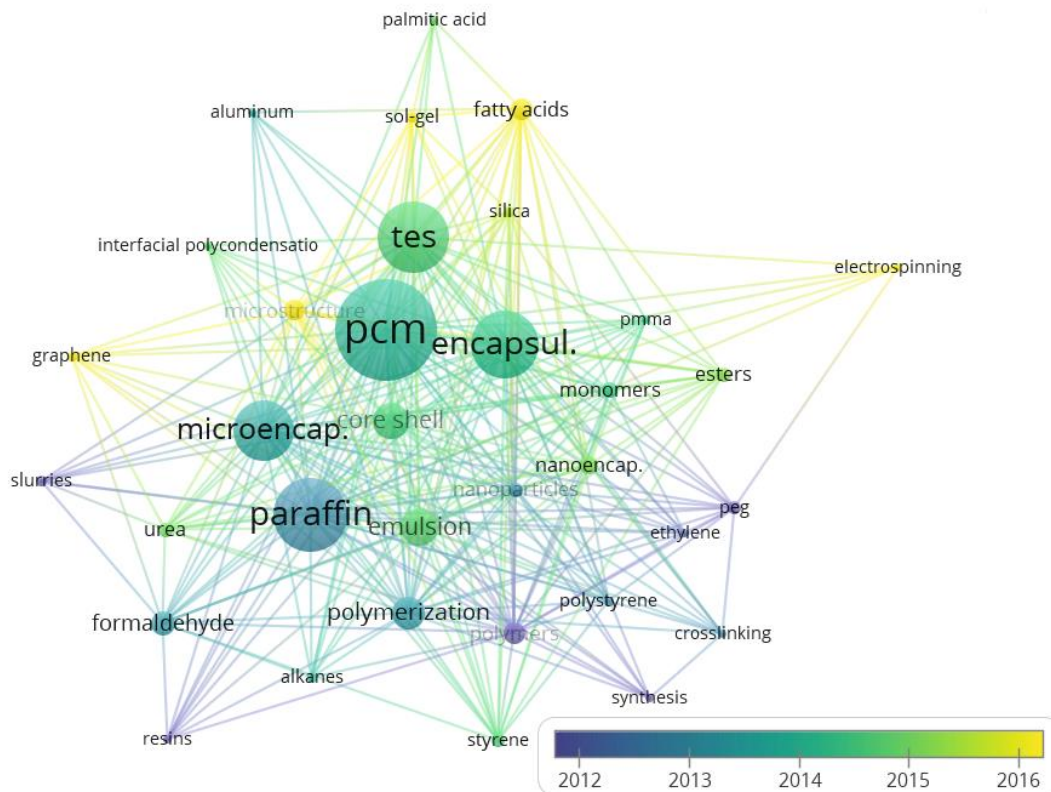 palmitic acid
aluminum
sol-gel
fatty acids
silica
tes
interfacial polycondensatio
electrospinning
microstructure
pcm
encapsul.
pmma
graphene
esters
monomers
core shell
microencap.
nanoencap.
slurries
nanoparticles
peg
paraffin
emulsion
urea
ethylene
polystyrene
polymerization
formaldehyde
polymers
crosslinking
alkanes
synthesis
resins
styrene
2012 2013 2014 2015 2016